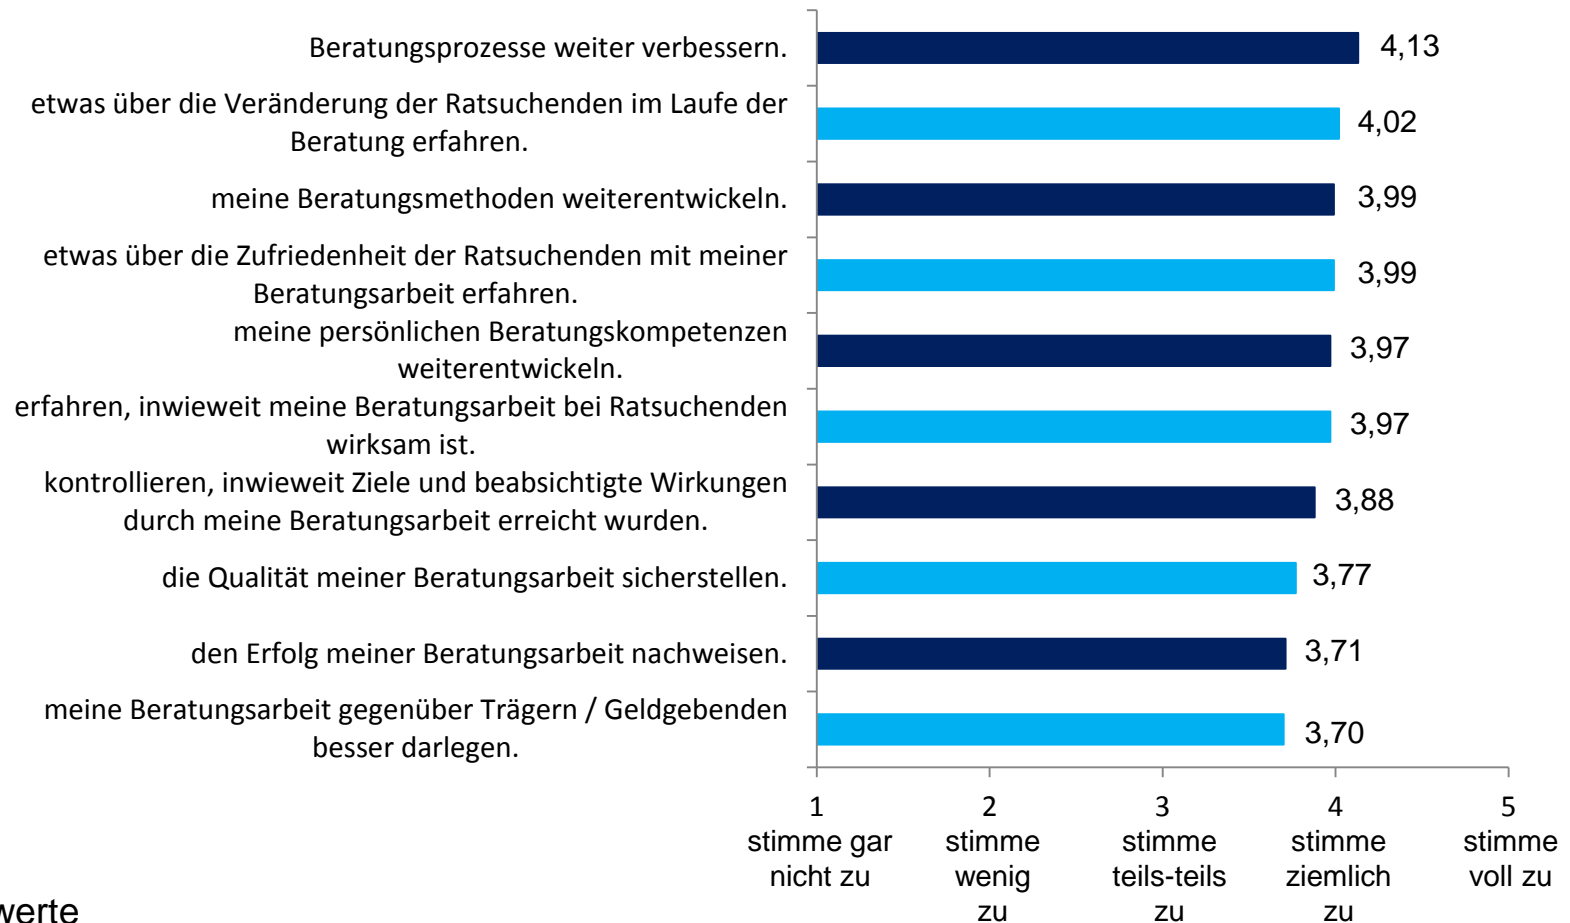 Beratungsprozesse weiter verbessern.
4,13
etwas über die Veränderung der Ratsuchenden im Laufe der
Beratung erfahren.
4,02
meine Beratungsmethoden weiterentwickeln.
3,99
etwas über die Zufriedenheit der Ratsuchenden mit meiner
Beratungsarbeit erfahren.
3,99
meine persönlichen Beratungskompetenzen
weiterentwickeln.
3,97
erfahren, inwieweit meine Beratungsarbeit bei Ratsuchenden
wirksam ist.
3,97
kontrollieren, inwieweit Ziele und beabsichtigte Wirkungen
durch meine Beratungsarbeit erreicht wurden.
3,88
die Qualität meiner Beratungsarbeit sicherstellen.
3,77
den Erfolg meiner Beratungsarbeit nachweisen.
3,71
meine Beratungsarbeit gegenüber Trägern / Geldgebenden
besser darlegen.
3,70
1 2 3 4 5
stimme gar stimme stimme stimme stimme
nicht zu wenig teils-teils ziemlich voll zu
zu zu zu
werte